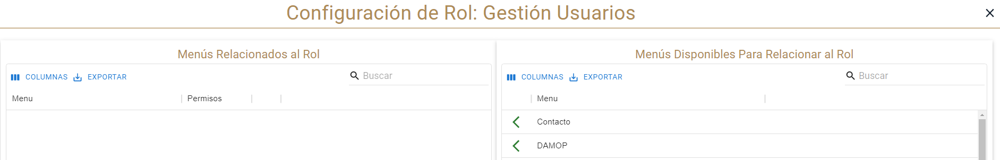 Configuración de Rol: Gestión Usuarios
Menús Relacionados al Rol
COLUMNAS EXPORTAR Buscar
Menu Permisos
Menús Disponibles Para Relacionar al Rol
COLUMNAS EXPORTAR Buscar
Menu
Contacto
DAMOP